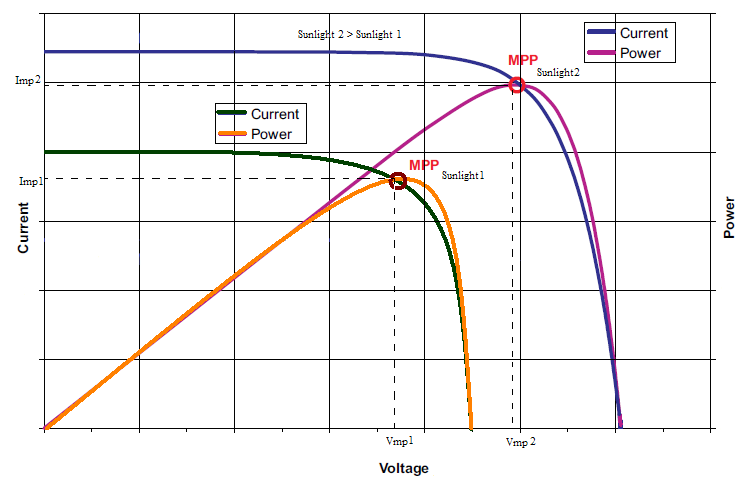 Sunlight 2 > Sunlight 1
Current
Power
MPP
Sunlight2
Imp2
Current
Power
MPP
Sunlight1
Imp1
Current
Power
Vmp1
Vmp 2
Voltage